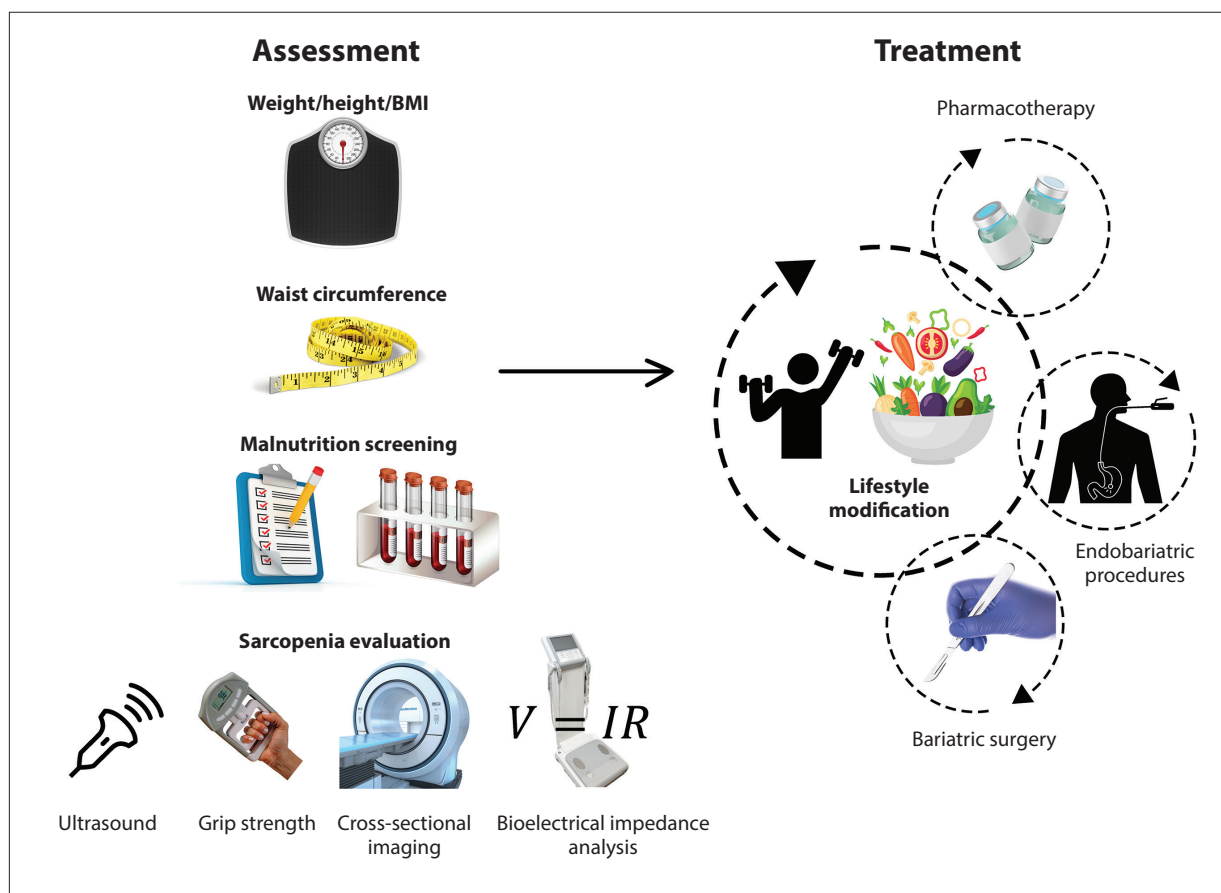 Assessment
Weight/height/BMI
Waist circumference
Malnutrition screening
Sarcopenia evaluation
V = IR
Ultrasound
Grip strength
Cross-sectional
imaging
Bioelectrical impedance
analysis
Treatment
Pharmacotherapy
Lifestyle
modification
Endobariatric
procedures
Bariatric surgery